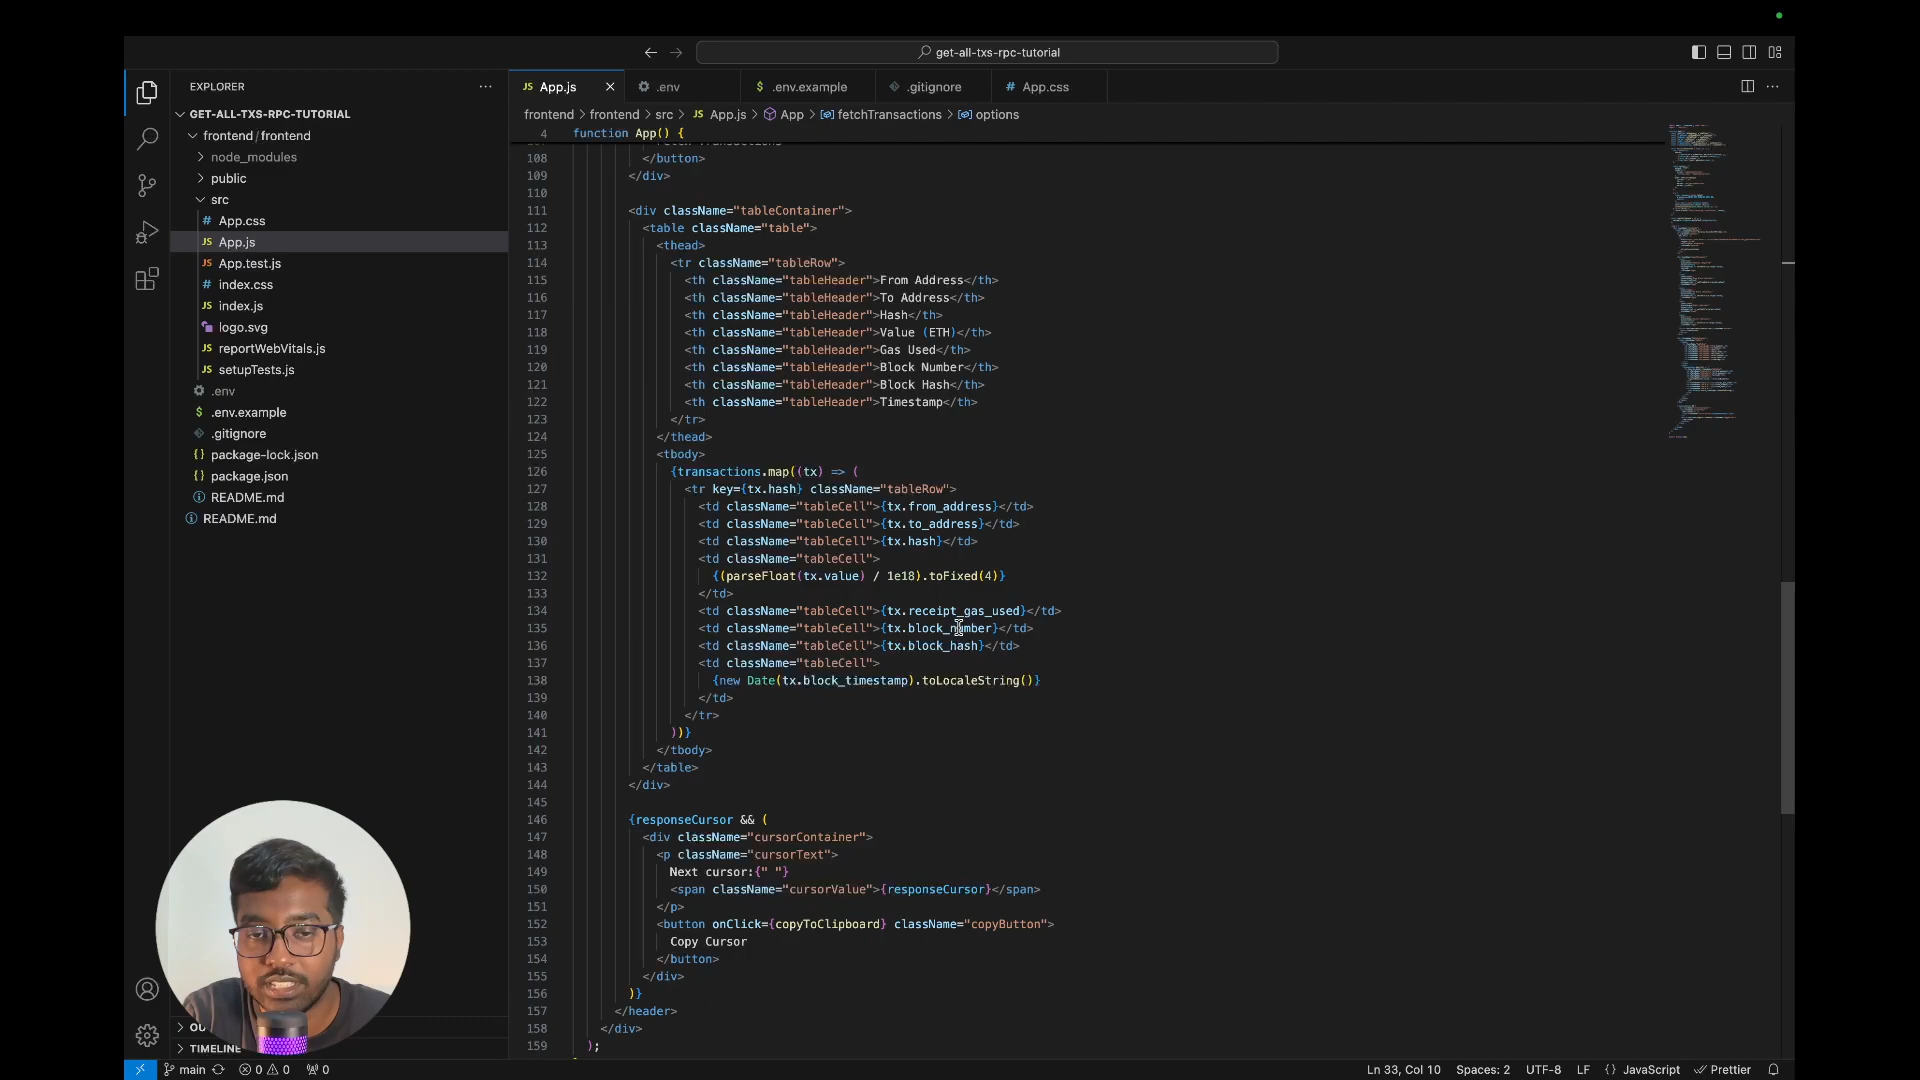 get-all-txs-rpc-tutorial
EXPLORER
GET-ALL-TXS-RPC-TUTORIAL
frontend/frontend
node_modules
public
src
# App.css
JS App.js
JS App.test.js
# index.css
JS index.js
logo.svg
JS reportWebVitals.js
JS setupTests.js
.env
$ .env.example
.gitignore
{} package-lock.json
{} package.json
README.md
README.md
OU
TIMELINE
JS App.js
.env
$ .env.example
.gitignore
# App.css
frontend > frontend > src > JS App.js > App > fetchTransactions > options
4 function App() {
108 </button>
109 </div>
110
111 <div className="tableContainer">
112 <table className="table">
113 <thead>
114 <tr className="tableRow">
115 <th className="tableHeader">From Address</th>
116 <th className="tableHeader">To Address</th>
117 <th className="tableHeader">Hash</th>
118 <th className="tableHeader">Value (ETH)</th>
119 <th className="tableHeader">Gas Used</th>
120 <th className="tableHeader">Block Number</th>
121 <th className="tableHeader">Block Hash</th>
122 <th className="tableHeader">Timestamp</th>
123 </tr>
124 </thead>
125 <tbody>
126 {transactions.map((tx) => (
127 <tr key={tx.hash} className="tableRow">
128 <td className="tableCell">{tx.from_address}</td>
129 <td className="tableCell">{tx.to_address}</td>
130 <td className="tableCell">{tx.hash}</td>
131 <td className="tableCell">
132 {(parseFloat(tx.value) / 1e18).toFixed(4)}
133 </td>
134 <td className="tableCell">{tx.receipt_gas_used}</td>
135 <td className="tableCell">{tx.block_number}</td>
136 <td className="tableCell">{tx.block_hash}</td>
137 <td className="tableCell">
138 {new Date(tx.block_timestamp).toLocaleString()}
139 </td>
140 </tr>
141 ))}
142 </tbody>
143 </table>
144 </div>
145
146 {responseCursor && (
147 <div className="cursorContainer">
148 <p className="cursorText">
149 Next cursor:{" "}
150 <span className="cursorValue">{responseCursor}</span>
151 </p>
152 <button onClick={copyToClipboard} className="copyButton">
153 Copy Cursor
154 </button>
155 </div>
156 )}
157 </header>
158 </div>
159 );
main 0 0 0
Ln 33, Col 10 Spaces: 2 UTF-8 LF {} JavaScript Prettier